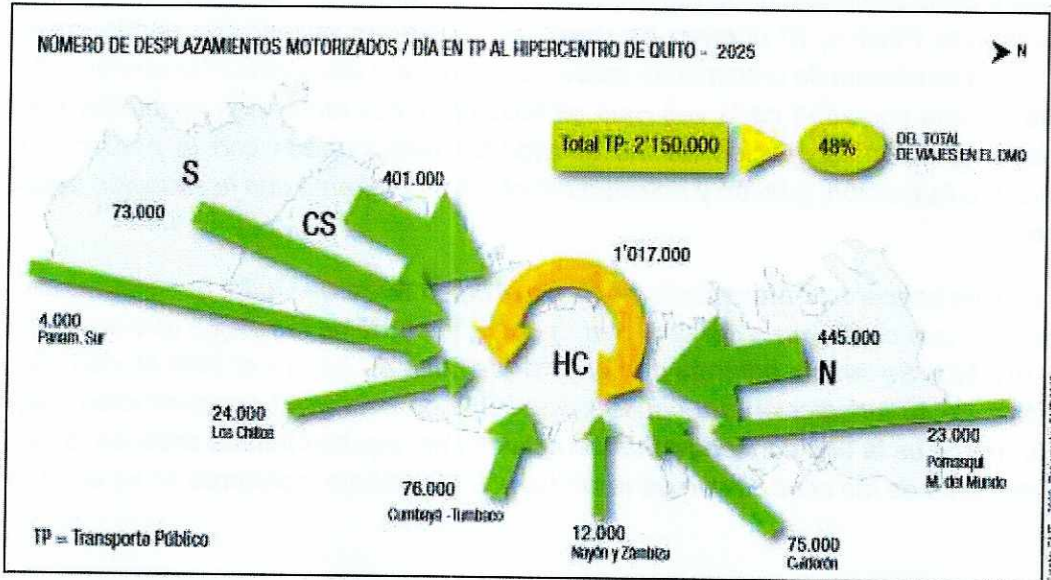 NÓMERO DE DESPLAZAMIENTOS MOTORIZADOS / DÍA EN TP AL HIPERCENTRO DE QUITO - 2025
N
Total TP: 2'150.000
48%
DEL TOTAL
DE VIAJES EN EL DMQ
S
73.000
401.000
CS
1'017.000
4.000
Panam. Sur
HC
445.000
N
24.000
Los Chillos
23.000
Pomasqui
M. del Mundo
76.000
Cumbayá - Tumbaco
12.000
Nayón y Zámbiza
75.000
Calderón
TP = Transporte Público